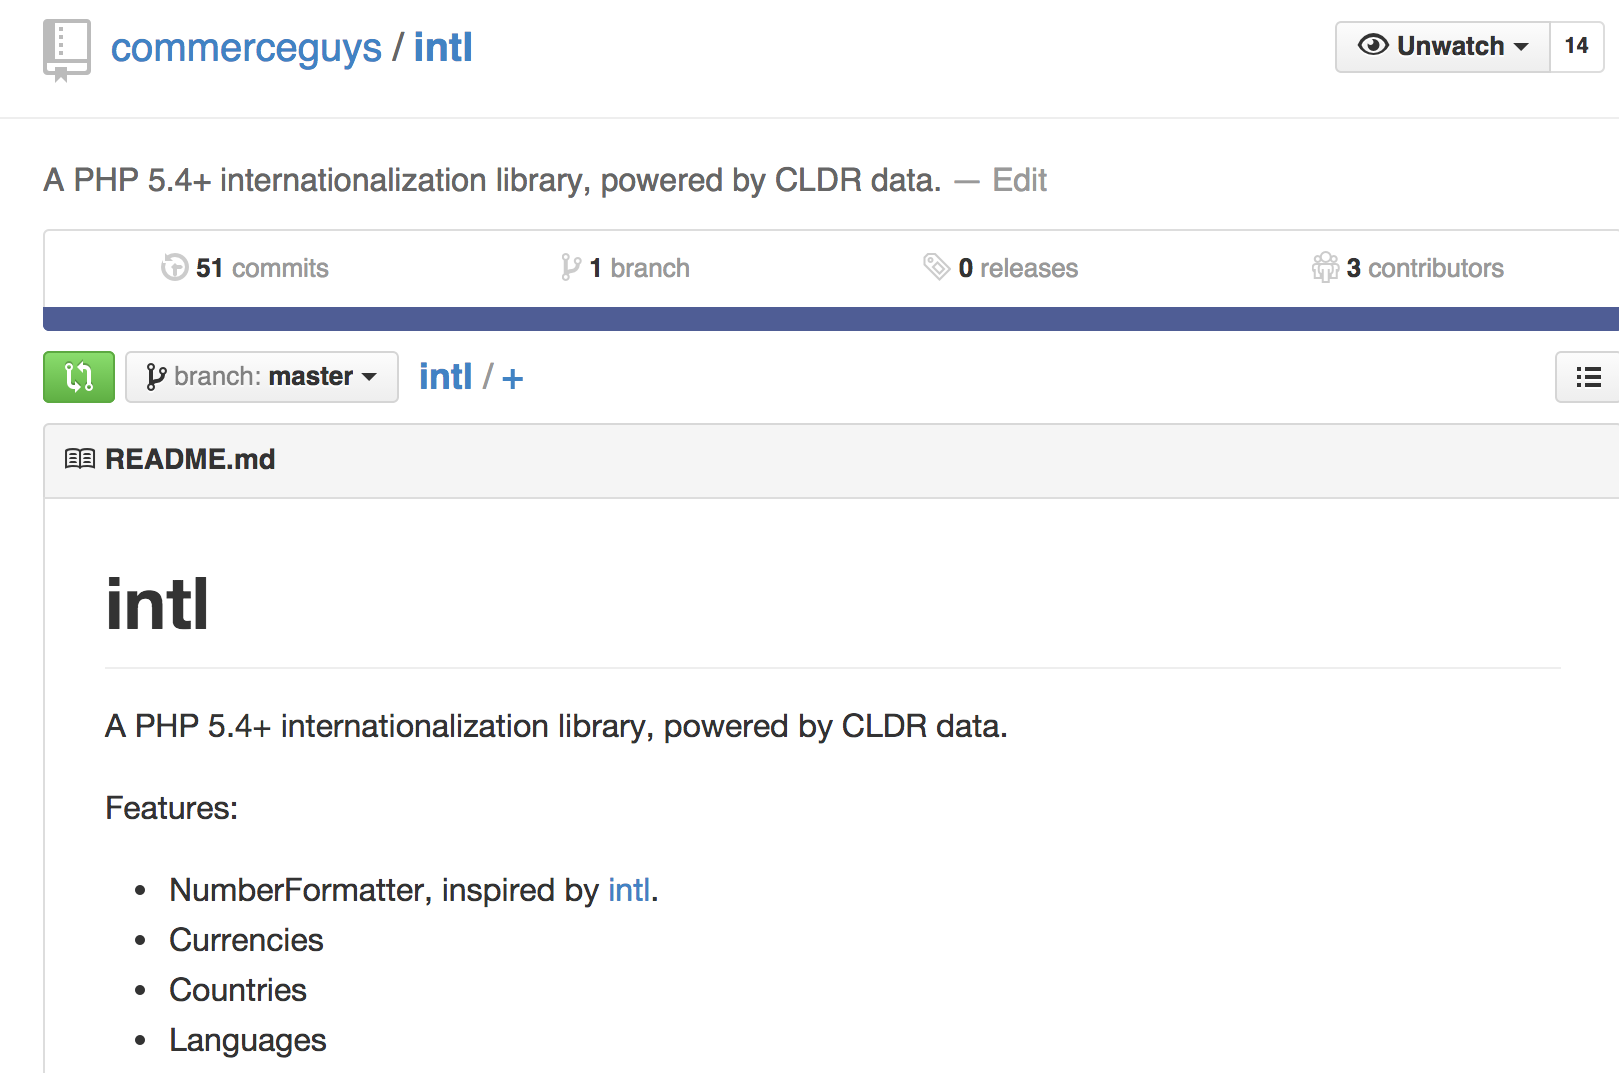 commerceguys / intl
Unwatch 14
A PHP 5.4+ internationalization library, powered by CLDR data. — Edit
51 commits 1 branch 0 releases 3 contributors
branch: master intl / +
README.md
intl
A PHP 5.4+ internationalization library, powered by CLDR data.
Features:
• NumberFormatter, inspired by intl.
• Currencies
• Countries
• Languages